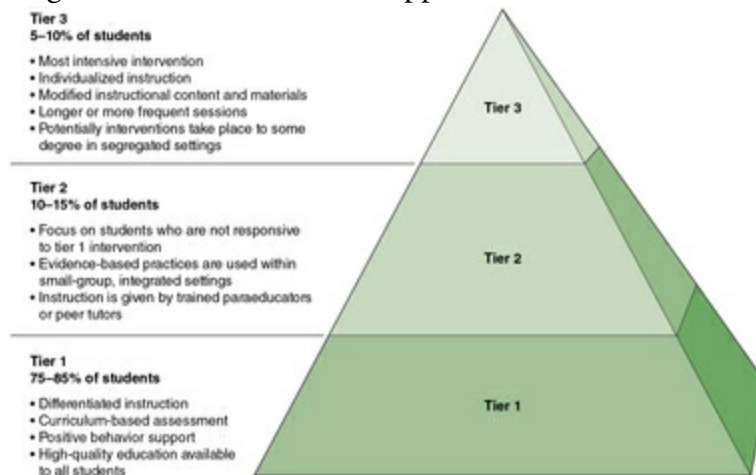 Tier 3
5–10% of students
• Most intensive intervention
• Individualized instruction
• Modified instructional content and materials
• Longer or more frequent sessions
• Potentially interventions take place to some
degree in segregated settings
Tier 3
Tier 2
10–15% of students
• Focus on students who are not responsive
to tier 1 intervention
• Evidence-based practices are used within
small-group, integrated settings
• Instruction is given by trained paraeducators
or peer tutors
Tier 2
Tier 1
75–85% of students
• Differentiated instruction
• Curriculum-based assessment
• Positive behavior support
• High-quality education available
to all students
Tier 1